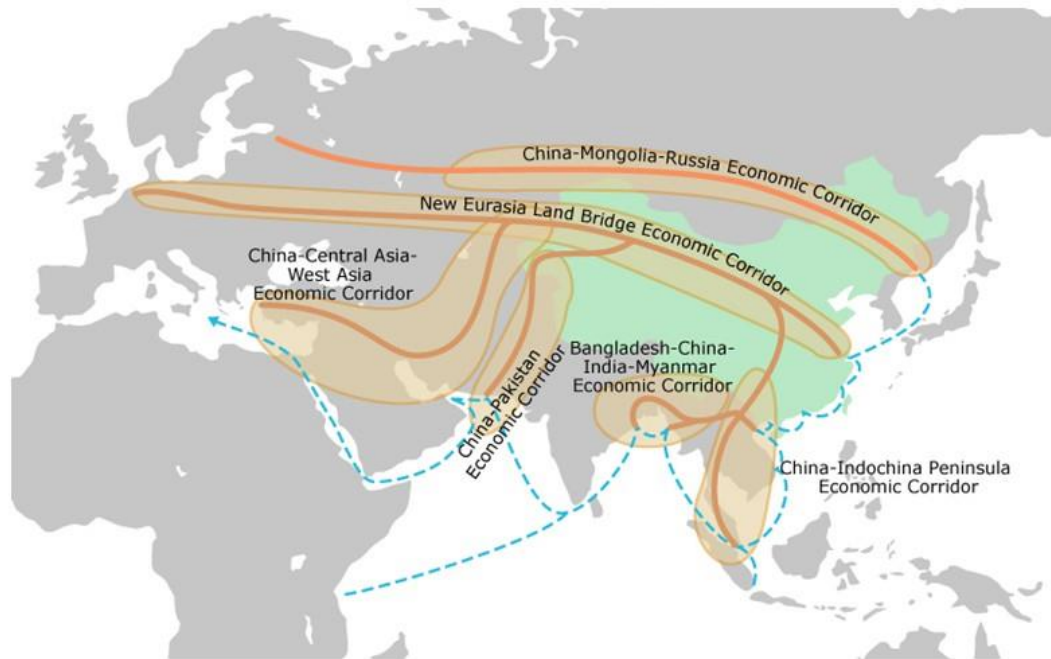 China-Mongolia-Russia Economic Corridor
New Eurasia Land Bridge Economic Corridor
China-Central Asia-
West Asia
Economic Corridor
China-Pakistan
Economic Corridor
Bangladesh-China-
India-Myanmar
Economic Corridor
China-Indochina Peninsula
Economic Corridor